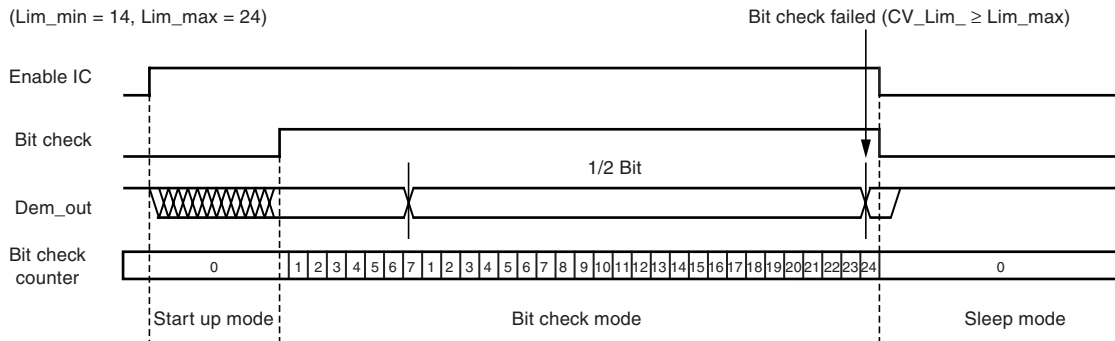 (Lim_min = 14, Lim_max = 24)
Bit check failed (CV_Lim_ ≥ Lim_max)
Enable IC
Bit check
1/2 Bit
Dem_out
Bit check
counter
0 1 2 3 4 5 6 7 1 2 3 4 5 6 7 8 9 10 11 12 13 14 15 16 17 18 19 20 21 22 23 24 0
Start up mode Bit check mode Sleep mode